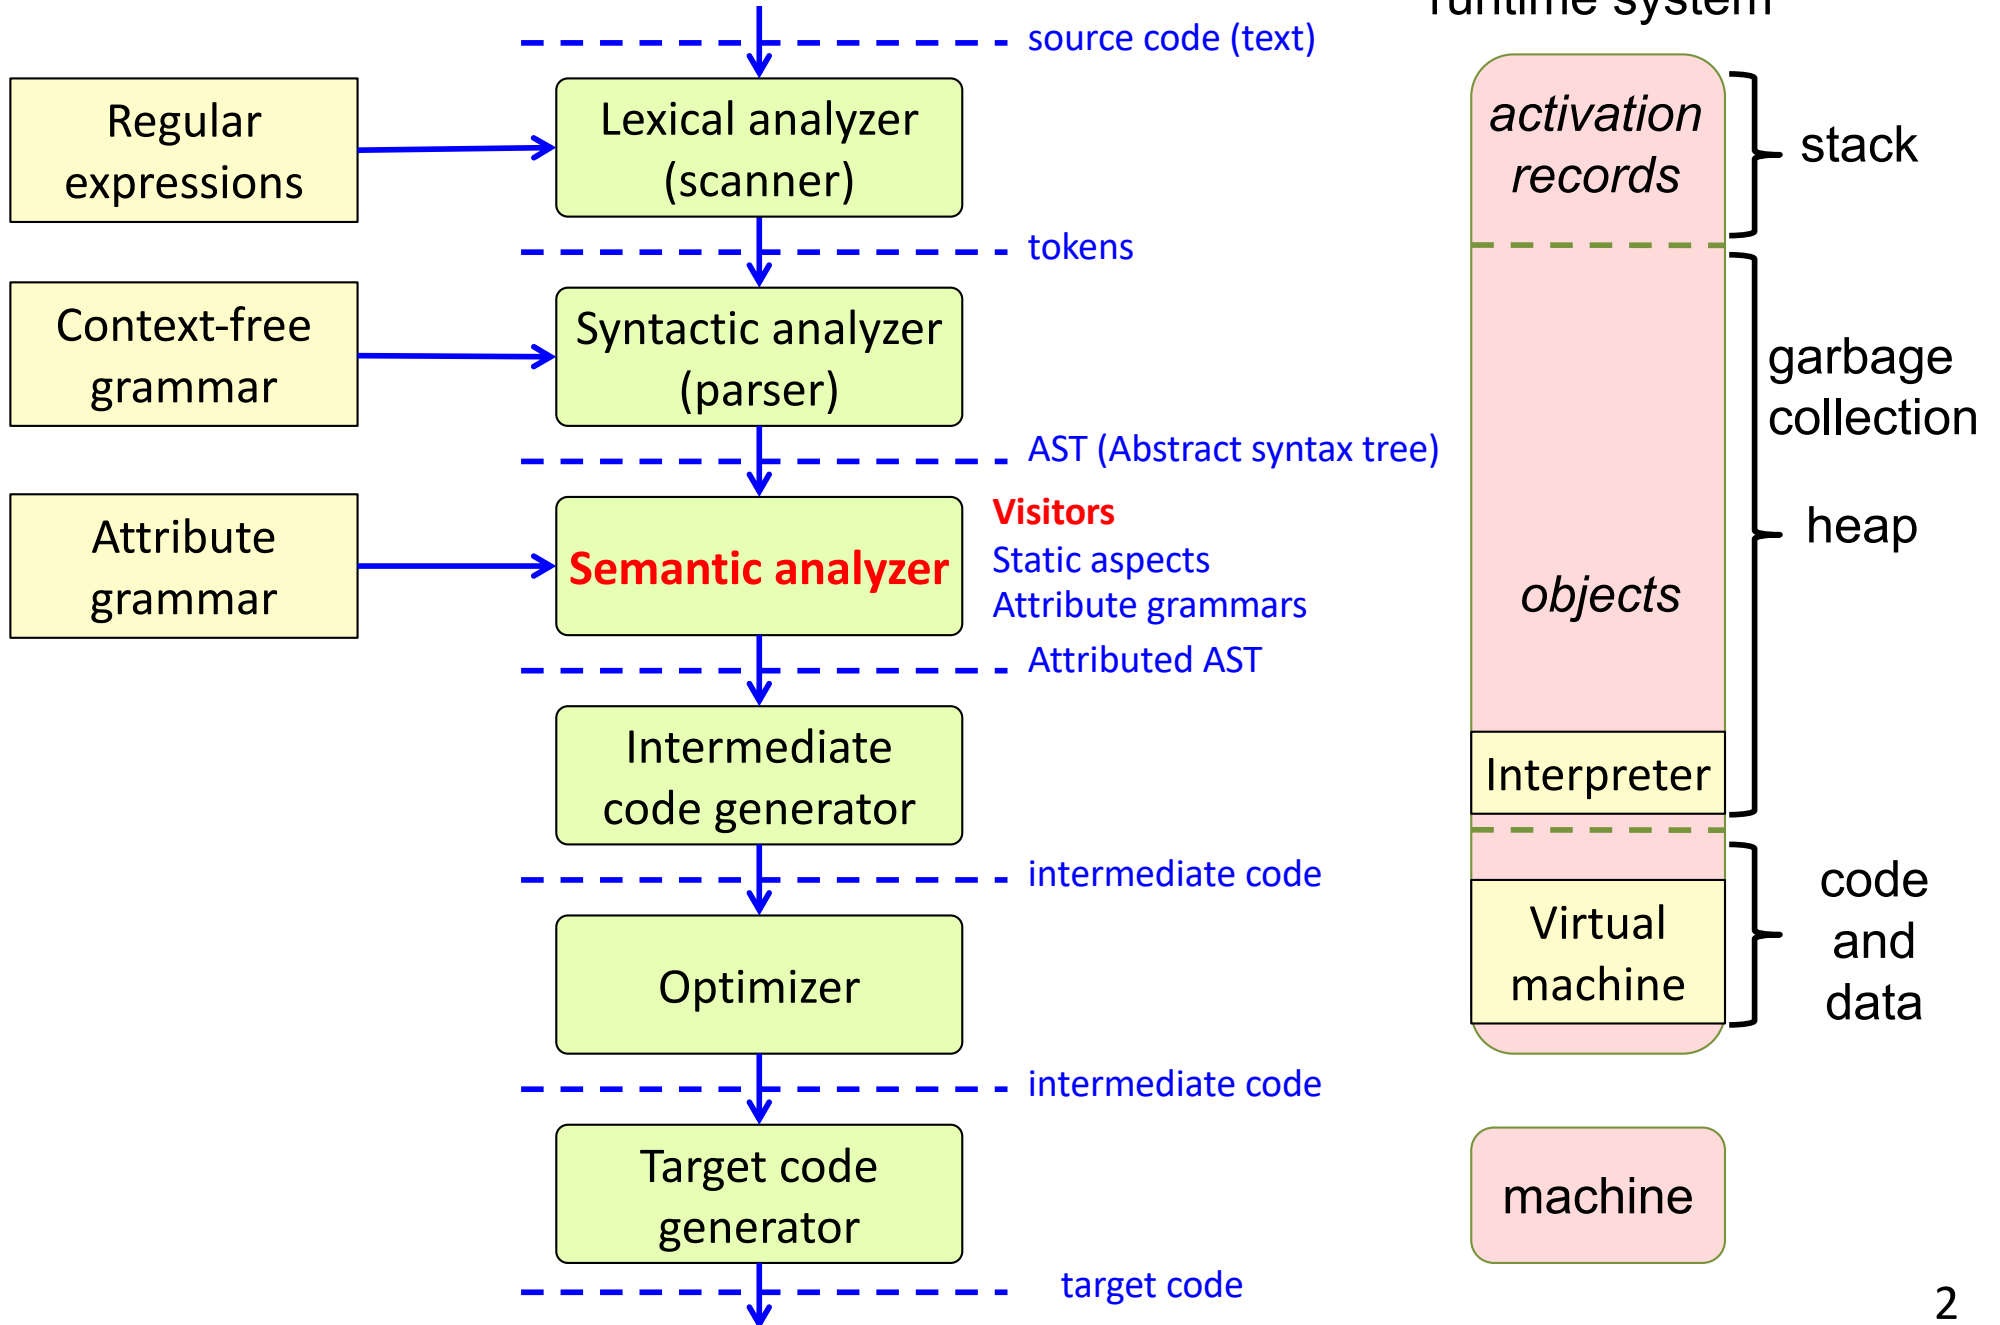 runtime system
source code (text)
Regular
expressions
Lexical analyzer
(scanner)
tokens
Context-free
grammar
Syntactic analyzer
(parser)
AST (Abstract syntax tree)
Attribute
grammar
Semantic analyzer
Visitors
Static aspects
Attribute grammars
Attributed AST
Intermediate
code generator
intermediate code
Optimizer
intermediate code
Target code
generator
target code
activation
records
stack
garbage
collection
heap
objects
Interpreter
Virtual
machine
code
and
data
machine
2